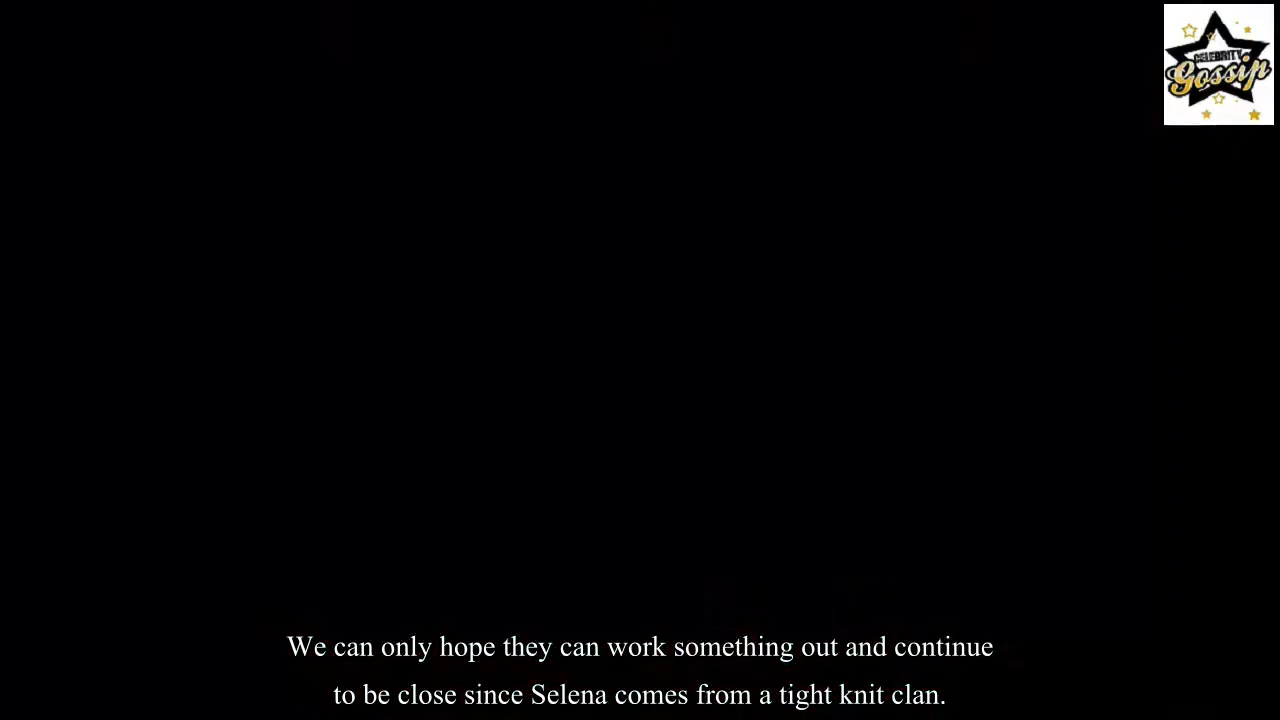 CELEBRITY
Gossip
We can only hope they can work something out and continue
to be close since Selena comes from a tight knit clan.